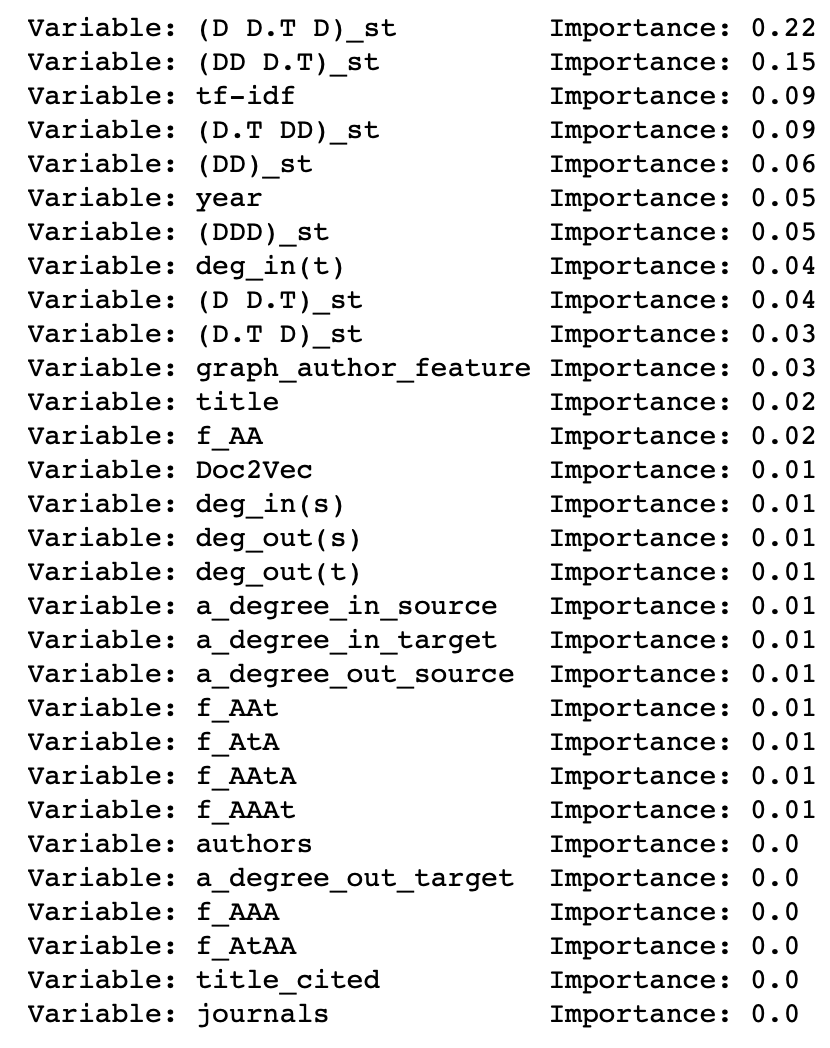 Variable: (D D.T D)_st Importance: 0.22
Variable: (DD D.T)_st Importance: 0.15
Variable: tf-idf Importance: 0.09
Variable: (D.T DD)_st Importance: 0.09
Variable: (DD)_st Importance: 0.06
Variable: year Importance: 0.05
Variable: (DDD)_st Importance: 0.05
Variable: deg_in(t) Importance: 0.04
Variable: (D D.T)_st Importance: 0.04
Variable: (D.T D)_st Importance: 0.03
Variable: graph_author_feature Importance: 0.03
Variable: title Importance: 0.02
Variable: f_AA Importance: 0.02
Variable: Doc2Vec Importance: 0.01
Variable: deg_in(s) Importance: 0.01
Variable: deg_out(s) Importance: 0.01
Variable: deg_out(t) Importance: 0.01
Variable: a_degree_in_source Importance: 0.01
Variable: a_degree_in_target Importance: 0.01
Variable: a_degree_out_source Importance: 0.01
Variable: f_AAt Importance: 0.01
Variable: f_AtA Importance: 0.01
Variable: f_AAtA Importance: 0.01
Variable: f_AAAt Importance: 0.01
Variable: authors Importance: 0.0
Variable: a_degree_out_target Importance: 0.0
Variable: f_AAA Importance: 0.0
Variable: f_AtAA Importance: 0.0
Variable: title_cited Importance: 0.0
Variable: journals Importance: 0.0